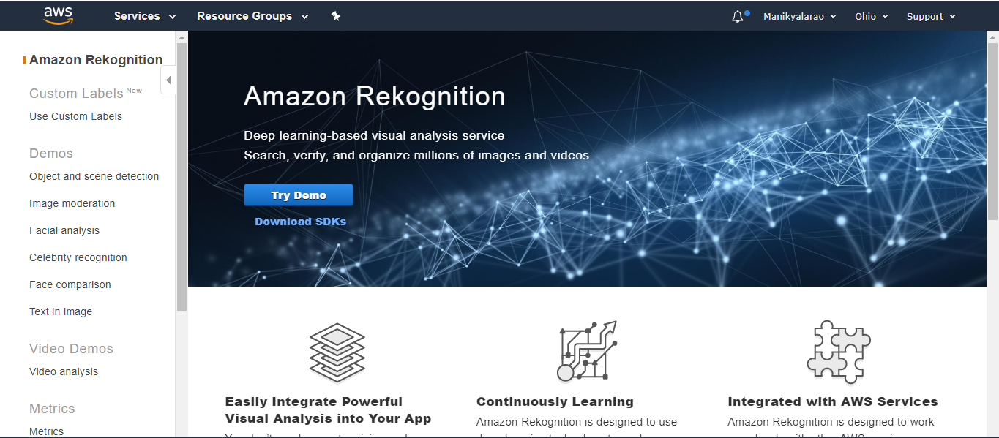 aws
Services
Resource Groups
Manikyalarao
Ohio
Support
Amazon Rekognition
Custom Labels New
Use Custom Labels
Demos
Object and scene detection
Image moderation
Facial analysis
Celebrity recognition
Face comparison
Text in image
Video Demos
Video analysis
Metrics
Metrics
Amazon Rekognition
Deep learning-based visual analysis service
Search, verify, and organize millions of images and videos
Try Demo
Download SDKs
Easily Integrate Powerful
Visual Analysis into Your App
Continuously Learning
Amazon Rekognition is designed to use
Integrated with AWS Services
Amazon Rekognition is designed to work